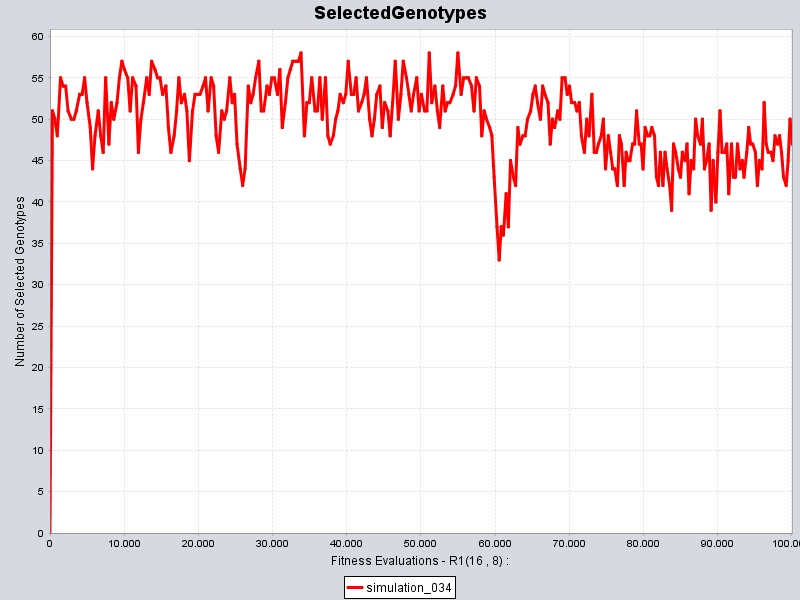 SelectedGenotypes
60
55
50
45
40
35
30
25
20
15
10
5
0
Number of Selected Genotypes
0 10.000 20.000 30.000 40.000 50.000 60.000 70.000 80.000 90.000 100.00
Fitness Evaluations - R1(16 , 8) :
simulation_034